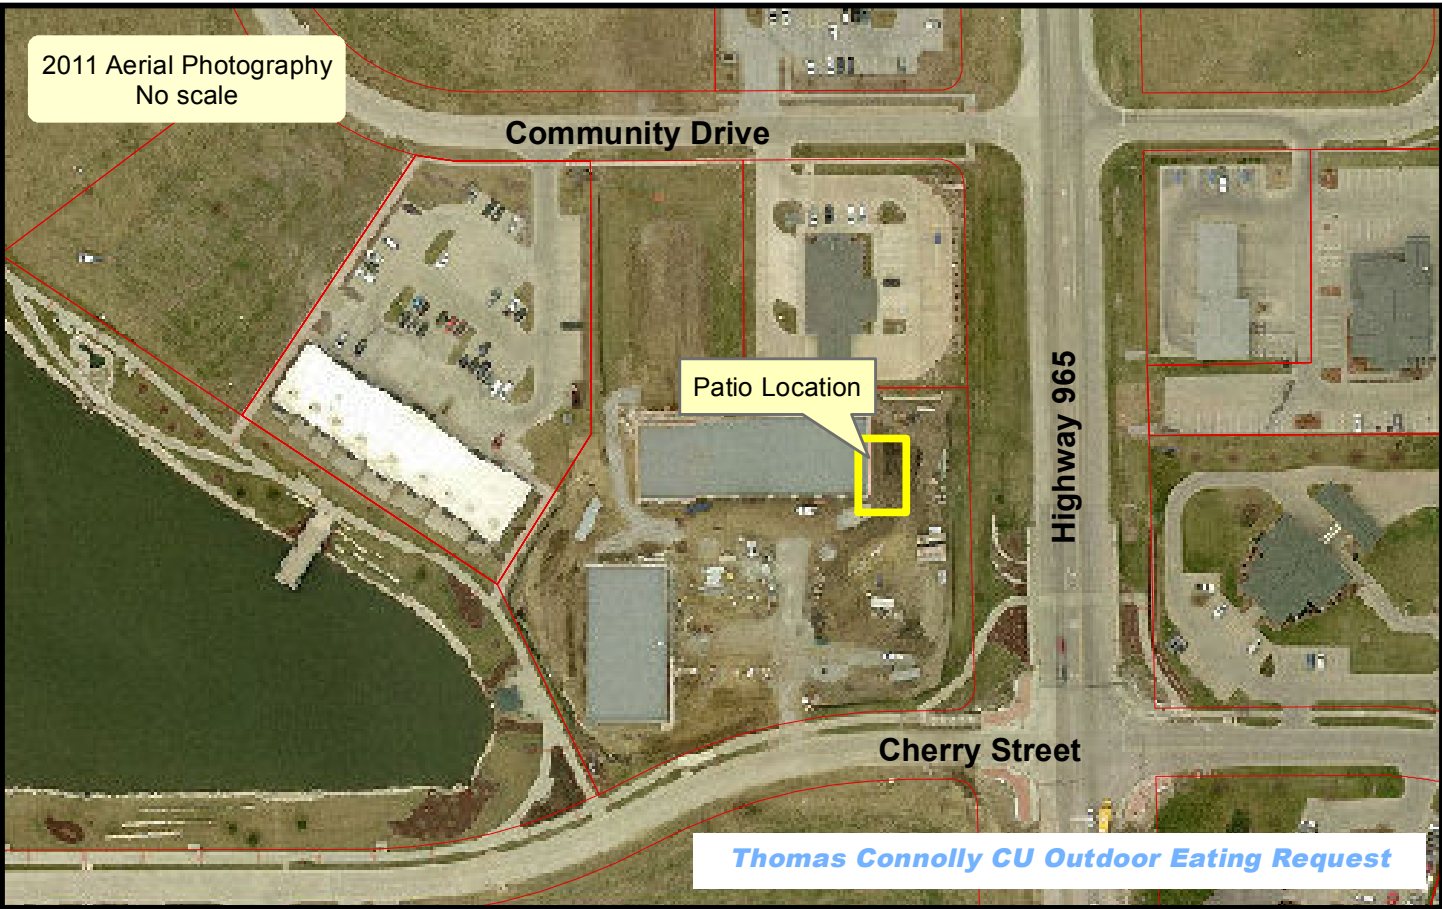 2011 Aerial Photography
No scale
Community Drive
Patio Location
Highway 965
Cherry Street
Thomas Connolly CU Outdoor Eating Request